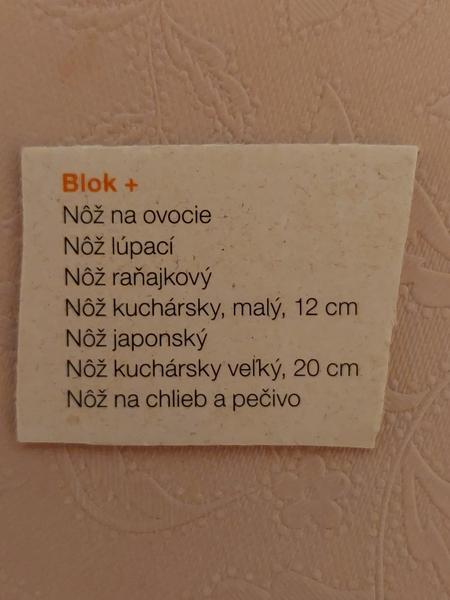 Blok +
Nôž na ovocie
Nôž lúpací
Nôž raňajkový
Nôž kuchársky, malý, 12 cm
Nôž japonský
Nôž kuchársky veľký, 20 cm
Nôž na chlieb a pečivo